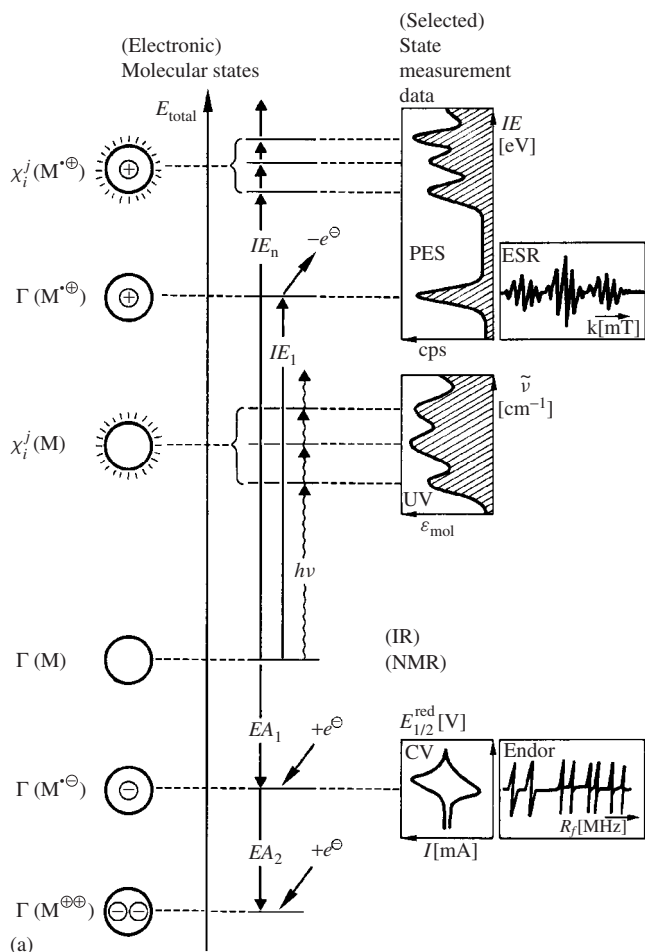 (Electronic)
Molecular states
(Selected)
State
measurement
data
E_total
IE
[eV]
χ_i^j (M^•⊕)
+
IE_n
−e^⊖
PES
ESR
Γ (M^•⊕)
+
k[mT]
cps
IE_1
ν̃
[cm⁻¹]
χ_i^j (M)
UV
ε_mol
hν
Γ (M)
(IR)
(NMR)
EA_1
+e^⊖
E_1/2^red [V]
CV
Endor
Γ (M^•⊖)
−
R_f [MHz]
I [mA]
EA_2
+e^⊖
Γ (M^⊕⊕)
− −
(a)